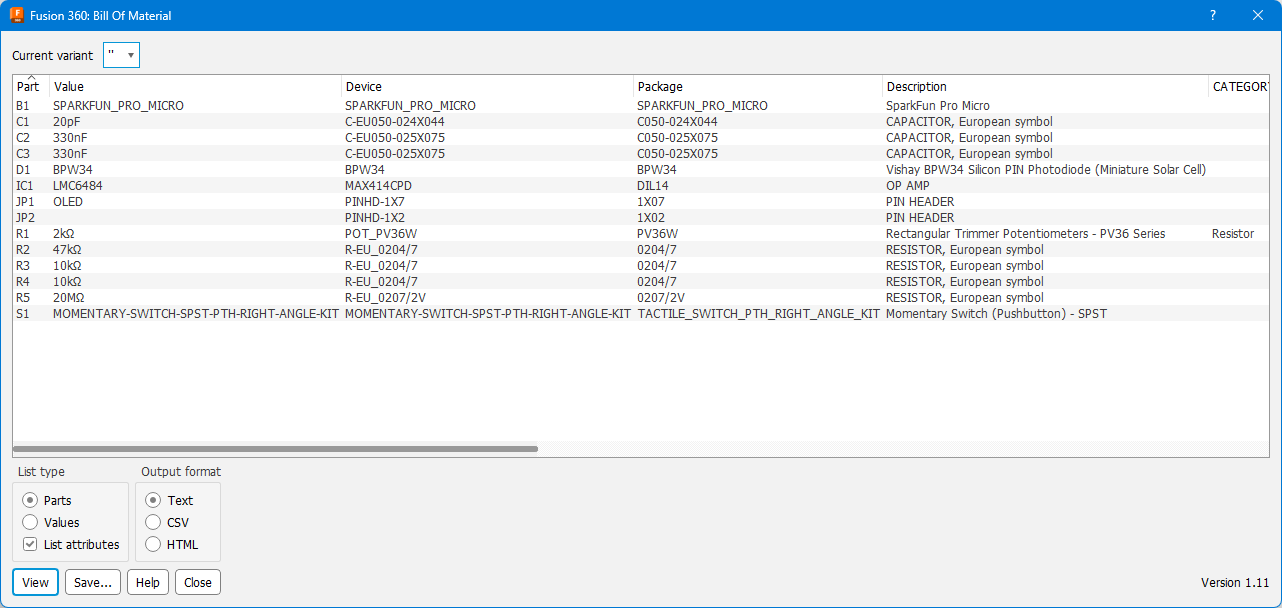 Fusion 360: Bill Of Material
Current variant ''
Part Value Device Package Description CATEGOR
B1 SPARKFUN_PRO_MICRO SPARKFUN_PRO_MICRO SPARKFUN_PRO_MICRO SparkFun Pro Micro
C1 20pF C-EU050-024X044 C050-024X044 CAPACITOR, European symbol
C2 330nF C-EU050-025X075 C050-025X075 CAPACITOR, European symbol
C3 330nF C-EU050-025X075 C050-025X075 CAPACITOR, European symbol
D1 BPW34 BPW34 BPW34 Vishay BPW34 Silicon PIN Photodiode (Miniature Solar Cell)
IC1 LMC6484 MAX414CPD DIL14 OP AMP
JP1 OLED PINHD-1X7 1X07 PIN HEADER
JP2 PINHD-1X2 1X02 PIN HEADER
R1 2kΩ POT_PV36W PV36W Rectangular Trimmer Potentiometers - PV36 Series Resistor
R2 47kΩ R-EU_0204/7 0204/7 RESISTOR, European symbol
R3 10kΩ R-EU_0204/7 0204/7 RESISTOR, European symbol
R4 10kΩ R-EU_0204/7 0204/7 RESISTOR, European symbol
R5 20MΩ R-EU_0207/2V 0207/2V RESISTOR, European symbol
S1 MOMENTARY-SWITCH-SPST-PTH-RIGHT-ANGLE-KIT MOMENTARY-SWITCH-SPST-PTH-RIGHT-ANGLE-KIT TACTILE_SWITCH_PTH_RIGHT_ANGLE_KIT Momentary Switch (Pushbutton) - SPST
List type Output format
Parts Text
Values CSV
List attributes HTML
View Save... Help Close Version 1.11